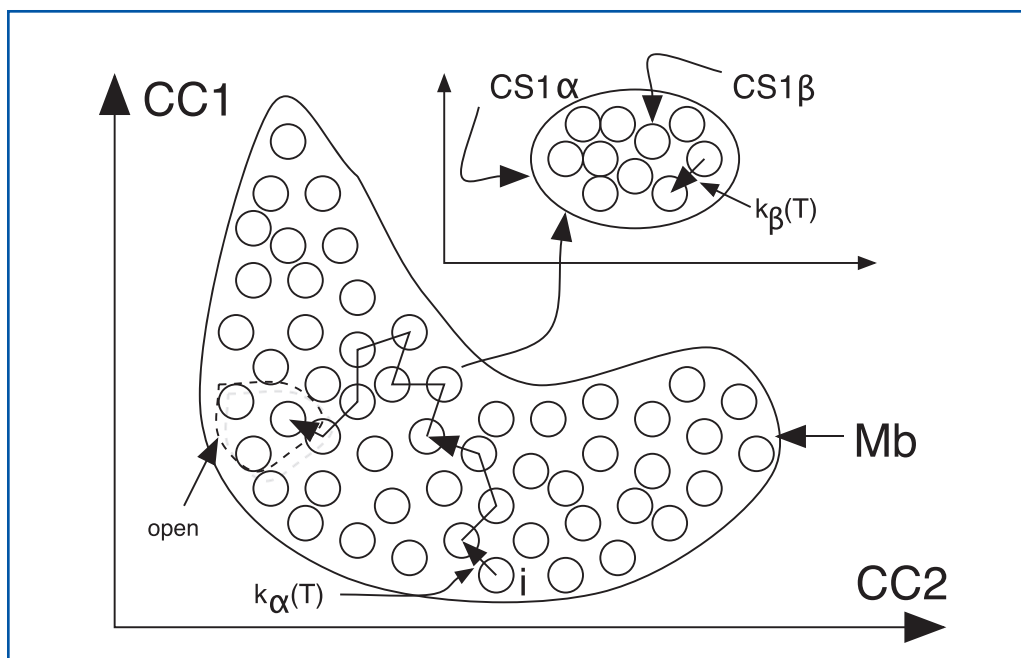 CC1
CS1α
CS1β
kβ(T)
Mb
open
kα(T)
i
CC2